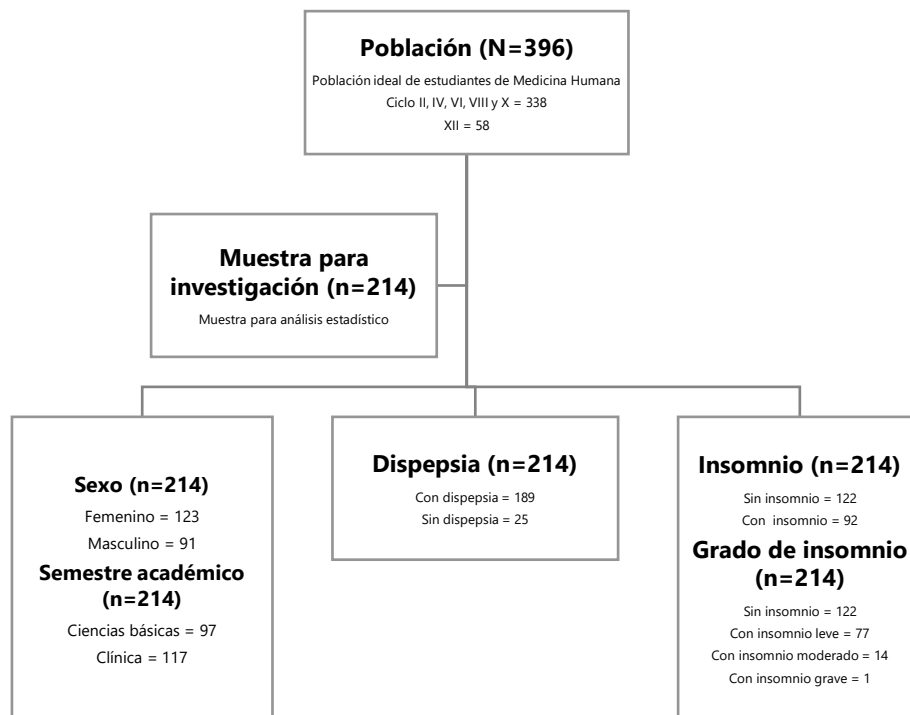 Población (N=396)
Población ideal de estudiantes de Medicina Humana
Ciclo II, IV, VI, VIII y X = 338
XII = 58
Muestra para
investigación (n=214)
Muestra para análisis estadístico
Sexo (n=214)
Femenino = 123
Masculino = 91
Semestre académico
(n=214)
Ciencias básicas = 97
Clínica = 117
Dispepsia (n=214)
Con dispepsia = 189
Sin dispepsia = 25
Insomnio (n=214)
Sin insomnio = 122
Con insomnio = 92
Grado de insomnio
(n=214)
Sin insomnio = 122
Con insomnio leve = 77
Con insomnio moderado = 14
Con insomnio grave = 1